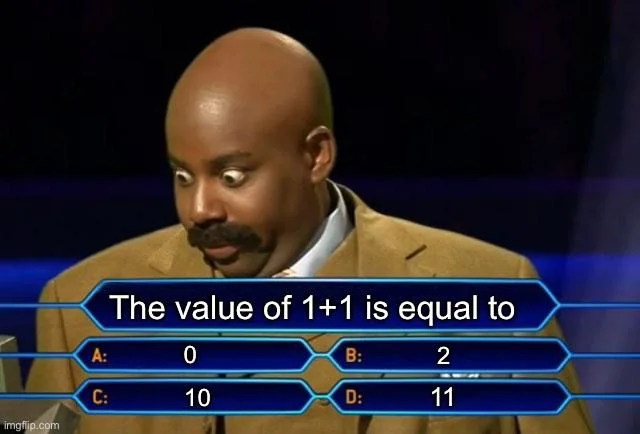 The value of 1+1 is equal to
A: 0
B: 2
C: 10
D: 11
imgflip.com